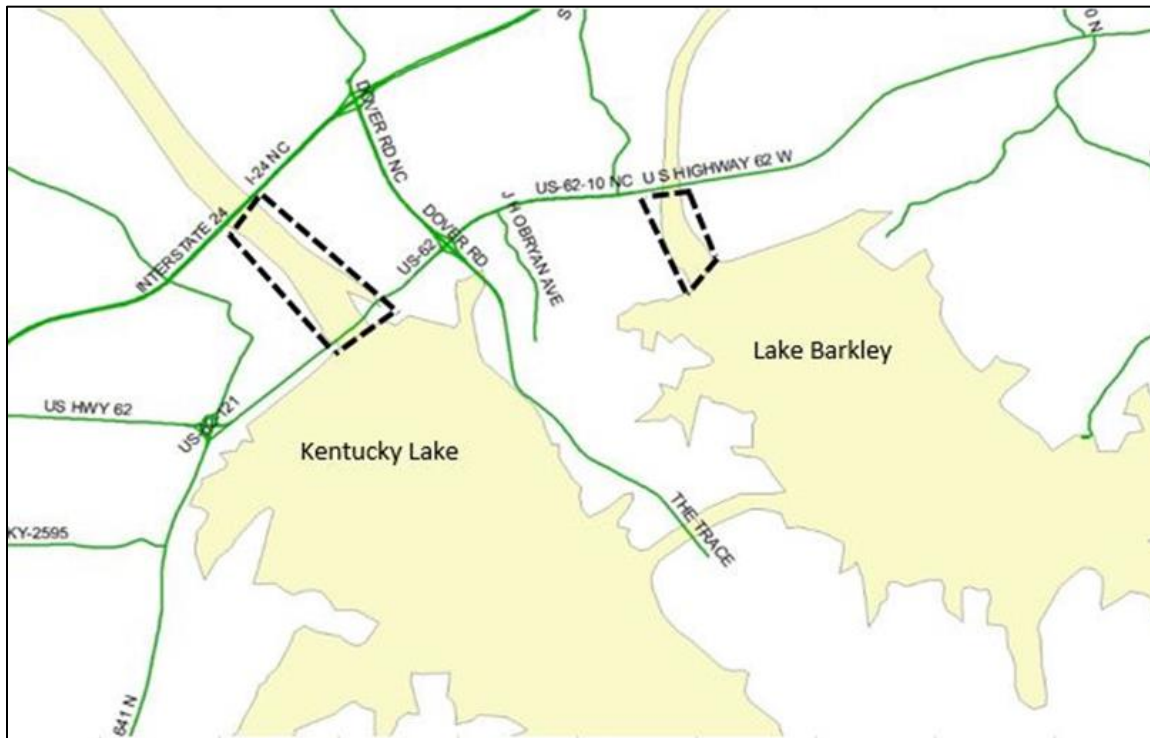 S
0 N
DOVER RD NC
I-24 NC
US-62-10 NC
U S HIGHWAY 62 W
J H OBRYAN AVE
DOVER RD
INTERSTATE 24
US-62
Lake Barkley
US HWY 62
Kentucky Lake
THE TRACE
KY-2595
641 N